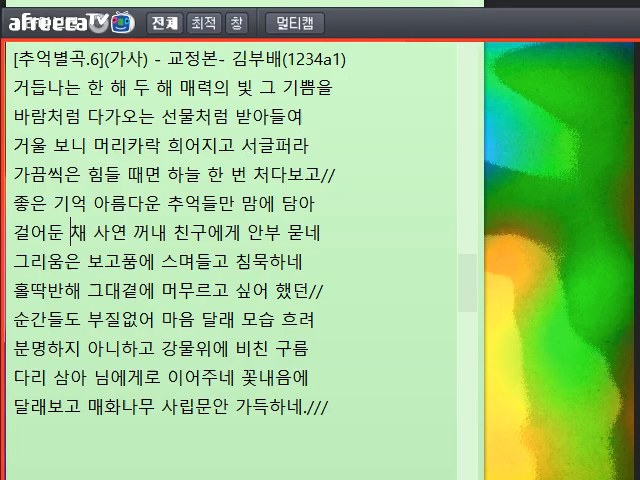 afreecaTV
전체 최적 창 멀티캠
[추억별곡.6](가사) - 교정본- 김부배(1234a1)
거듭나는 한 해 두 해 매력의 빛 그 기쁨을
바람처럼 다가오는 선물처럼 받아들여
거울 보니 머리카락 희어지고 서글퍼라
가끔씩은 힘들 때면 하늘 한 번 처다보고//
좋은 기억 아름다운 추억들만 맘에 담아
걸어둔 채 사연 꺼내 친구에게 안부 묻네
그리움은 보고품에 스며들고 침묵하네
홀딱반해 그대곁에 머무르고 싶어 했던//
순간들도 부질없어 마음 달래 모습 흐려
분명하지 아니하고 강물위에 비친 구름
다리 삼아 님에게로 이어주네 꽃내음에
달래보고 매화나무 사립문안 가득하네.///